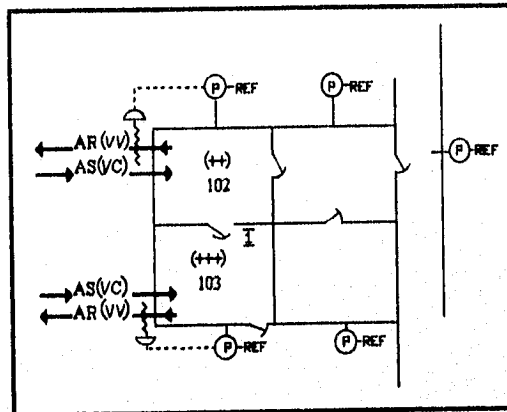 P -REF
P -REF
AR(VV)
P -REF
AS(VC)
(++)
102
I
(+++)
103
AS(VC)
AR(VV)
P -REF
P -REF